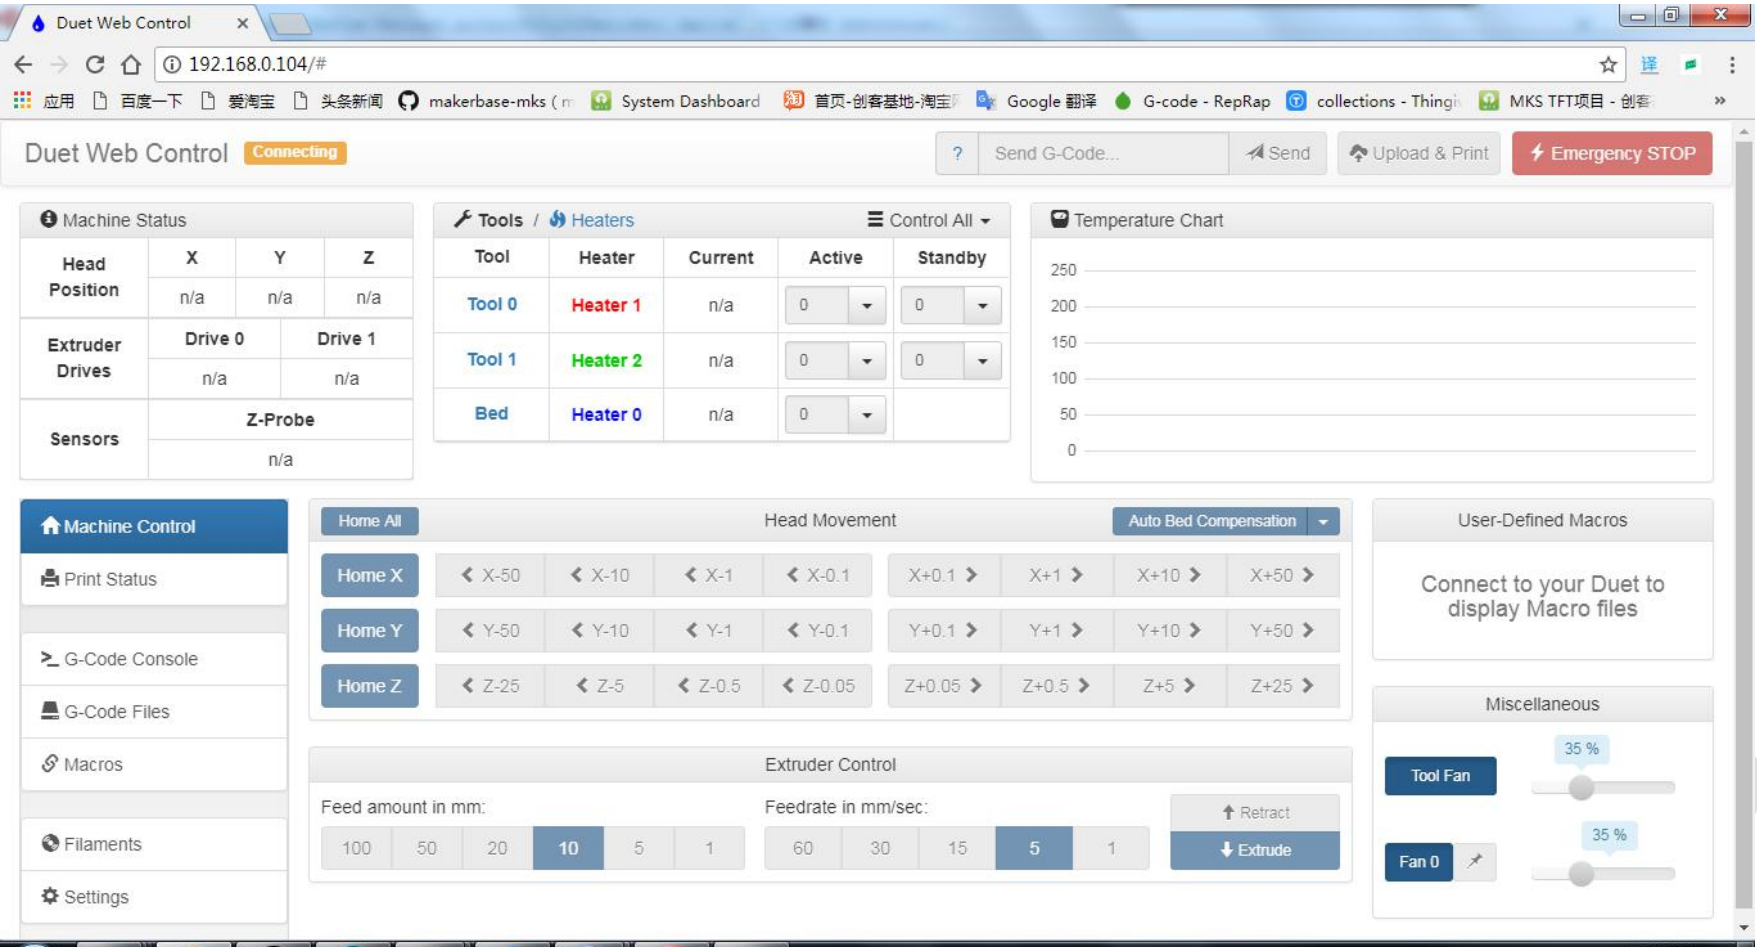 Duet Web Control
192.168.0.104/#
译
应用 百度一下 爱淘宝 头条新闻 makerbase-mks ( m System Dashboard 首页-创客基地-淘宝 Google 翻译 G-code - RepRap collections - Thingi MKS TFT项目 - 创客 »
Duet Web Control Connecting ? Send G-Code... Send Upload & Print Emergency STOP
Machine Status
Head Position
X Y Z
n/a n/a n/a
Extruder Drives
Drive 0 Drive 1
n/a n/a
Sensors
Z-Probe
n/a
Tools / Heaters Control All
Tool Heater Current Active Standby
Tool 0 Heater 1 n/a 0 0
Tool 1 Heater 2 n/a 0 0
Bed Heater 0 n/a 0
Temperature Chart
250
200
150
100
50
0
Machine Control
Print Status
G-Code Console
G-Code Files
Macros
Filaments
Settings
Home All Head Movement Auto Bed Compensation
Home X X-50 X-10 X-1 X-0.1 X+0.1 X+1 X+10 X+50
Home Y Y-50 Y-10 Y-1 Y-0.1 Y+0.1 Y+1 Y+10 Y+50
Home Z Z-25 Z-5 Z-0.5 Z-0.05 Z+0.05 Z+0.5 Z+5 Z+25
Extruder Control
Feed amount in mm: Feedrate in mm/sec: Retract
100 50 20 10 5 1 60 30 15 5 1 Extrude
User-Defined Macros
Connect to your Duet to
display Macro files
Miscellaneous
35 %
Tool Fan
35 %
Fan 0